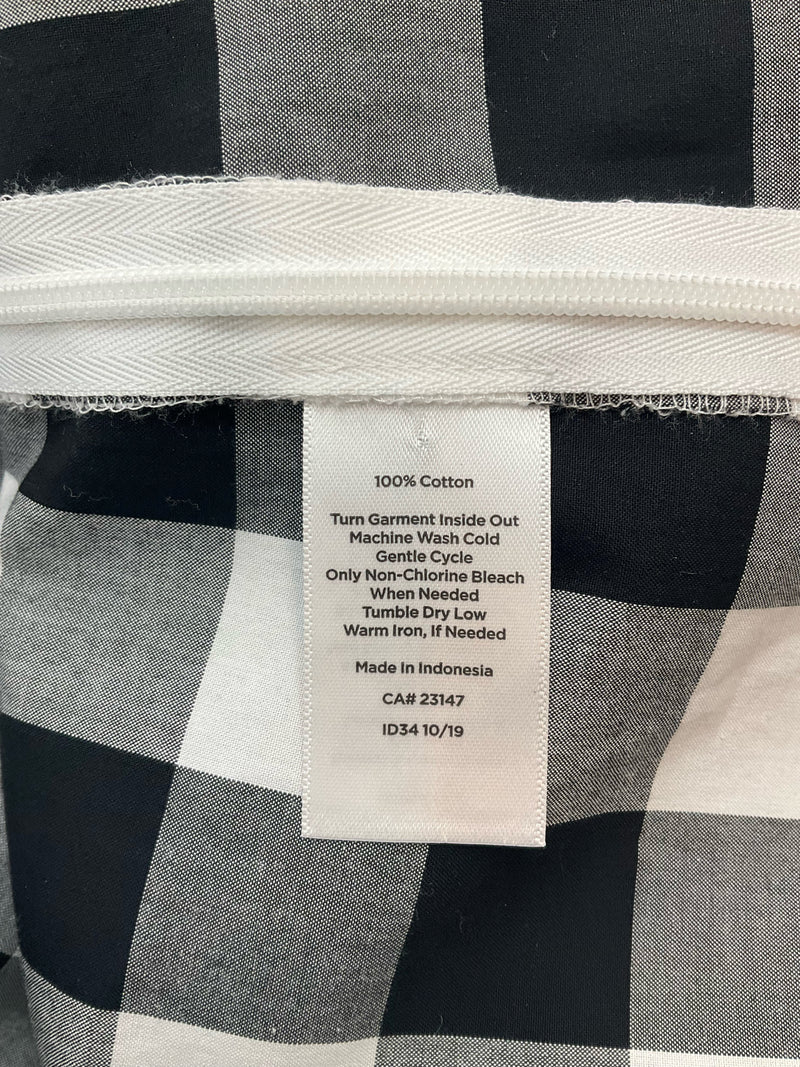 100% Cotton
Turn Garment Inside Out
Machine Wash Cold
Gentle Cycle
Only Non-Chlorine Bleach
When Needed
Tumble Dry Low
Warm Iron, If Needed
Made In Indonesia
CA# 23147
ID34 10/19